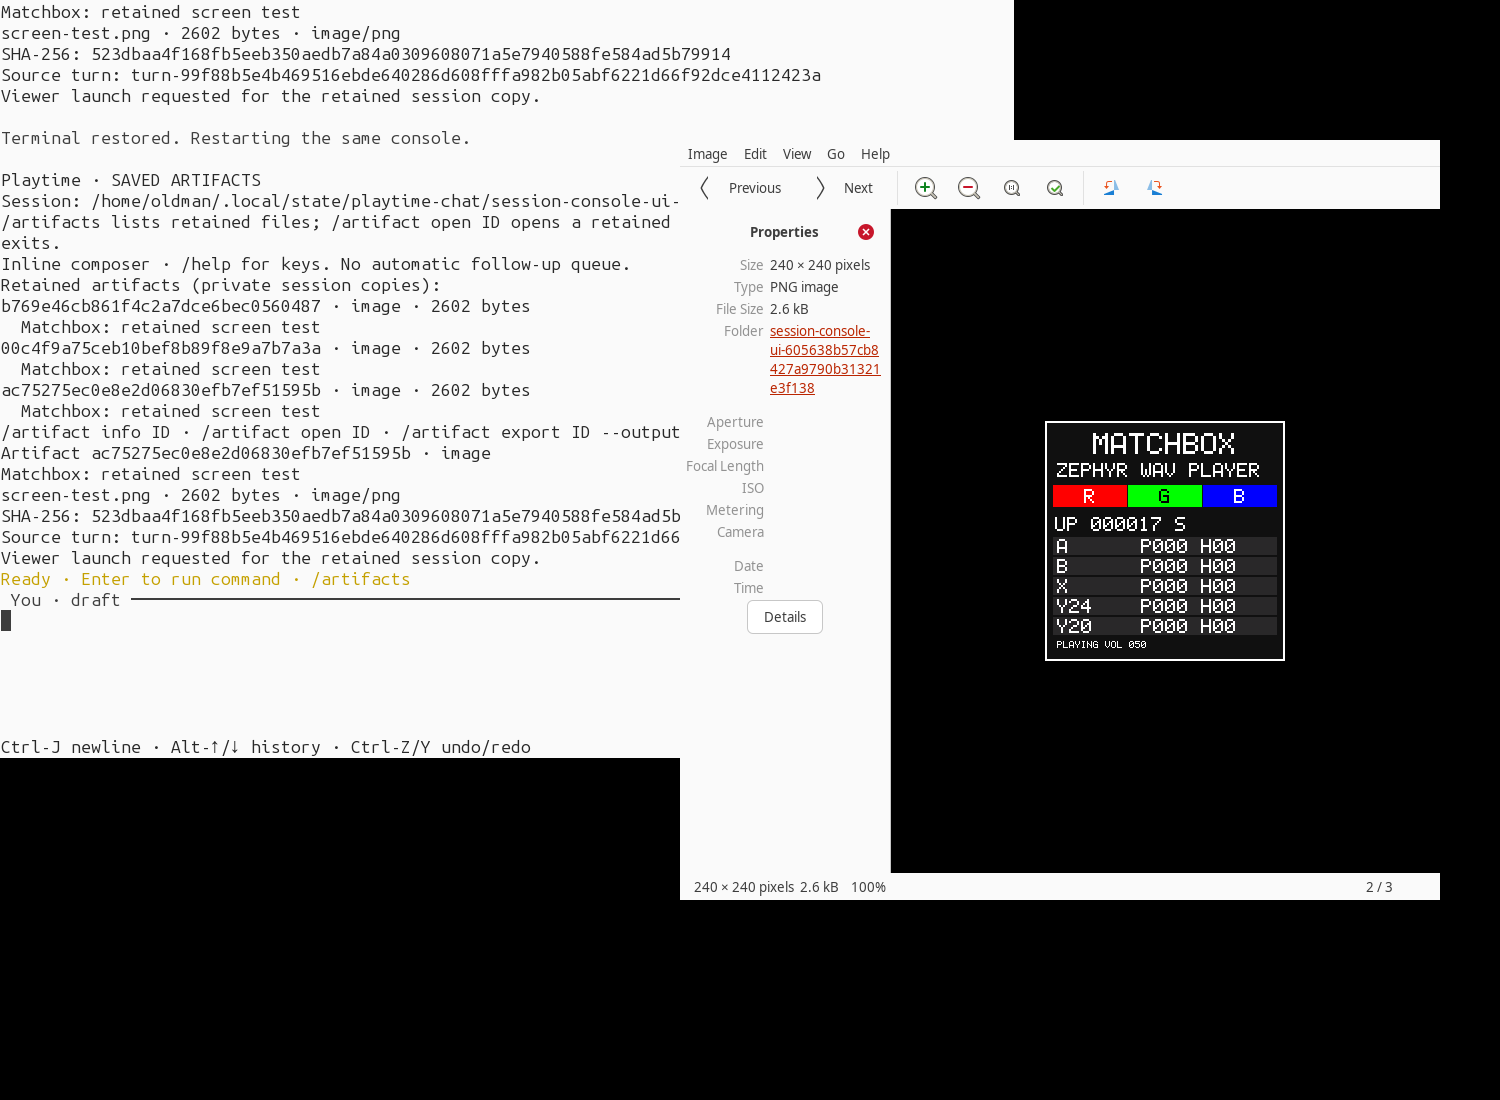 Matchbox: retained screen test
screen-test.png · 2602 bytes · image/png
SHA-256: 523dbaa4f168fb5eeb350aedb7a84a0309608071a5e7940588fe584ad5b79914
Source turn: turn-99f88b5e4b469516ebde640286d608fffa982b05abf6221d66f92dce4112423a
Viewer launch requested for the retained session copy.
Terminal restored. Restarting the same console.
Playtime · SAVED ARTIFACTS
Session: /home/oldman/.local/state/playtime-chat/session-console-ui-
/artifacts lists retained files; /artifact open ID opens a retained
exits.
Inline composer · /help for keys. No automatic follow-up queue.
Retained artifacts (private session copies):
b769e46cb861f4c2a7dce6bec0560487 · image · 2602 bytes
Matchbox: retained screen test
00c4f9a75ceb10bef8b89f8e9a7b7a3a · image · 2602 bytes
Matchbox: retained screen test
ac75275ec0e8e2d06830efb7ef51595b · image · 2602 bytes
Matchbox: retained screen test
/artifact info ID · /artifact open ID · /artifact export ID --output
Artifact ac75275ec0e8e2d06830efb7ef51595b · image
Matchbox: retained screen test
screen-test.png · 2602 bytes · image/png
SHA-256: 523dbaa4f168fb5eeb350aedb7a84a0309608071a5e7940588fe584ad5b
Source turn: turn-99f88b5e4b469516ebde640286d608fffa982b05abf6221d66
Viewer launch requested for the retained session copy.
Ready · Enter to run command · /artifacts
You · draft
Ctrl-J newline · Alt-↑/↓ history · Ctrl-Z/Y undo/redo
Image Edit View Go Help
Previous Next
Properties
Size 240 × 240 pixels
Type PNG image
File Size 2.6 kB
Folder session-console-
ui-605638b57cb8
427a9790b31321
e3f138
Aperture
Exposure
Focal Length
ISO
Metering
Camera
Date
Time
Details
MATCHBOX
ZEPHYR WAV PLAYER
R G B
UP 000017 S
A P000 H00
B P000 H00
X P000 H00
Y24 P000 H00
Y20 P000 H00
PLAYING VOL 050
240 × 240 pixels 2.6 kB 100% 2 / 3